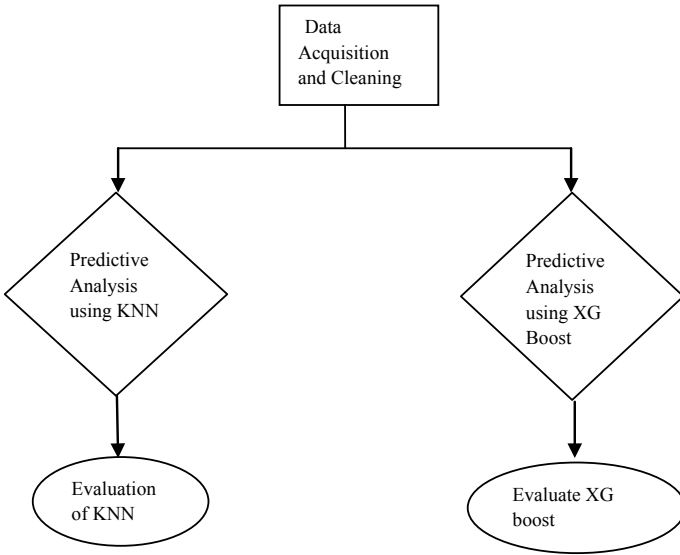 Data
Acquisition
and Cleaning
Predictive
Analysis
using KNN
Predictive
Analysis
using XG
Boost
Evaluation
of KNN
Evaluate XG
boost